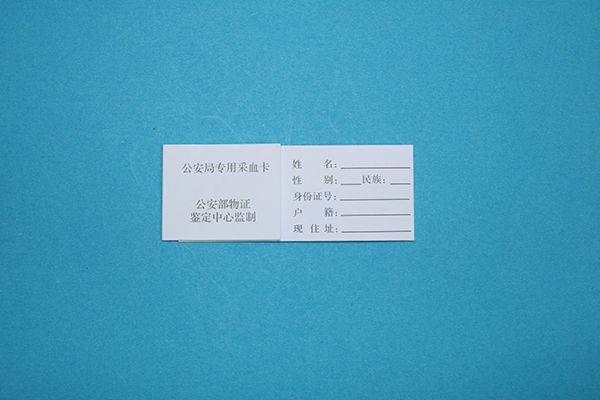 公安局专用采血卡
公安部物证
鉴定中心监制
姓 名：
性 别： 民族：
身份证号：
户 籍：
现 住 址：